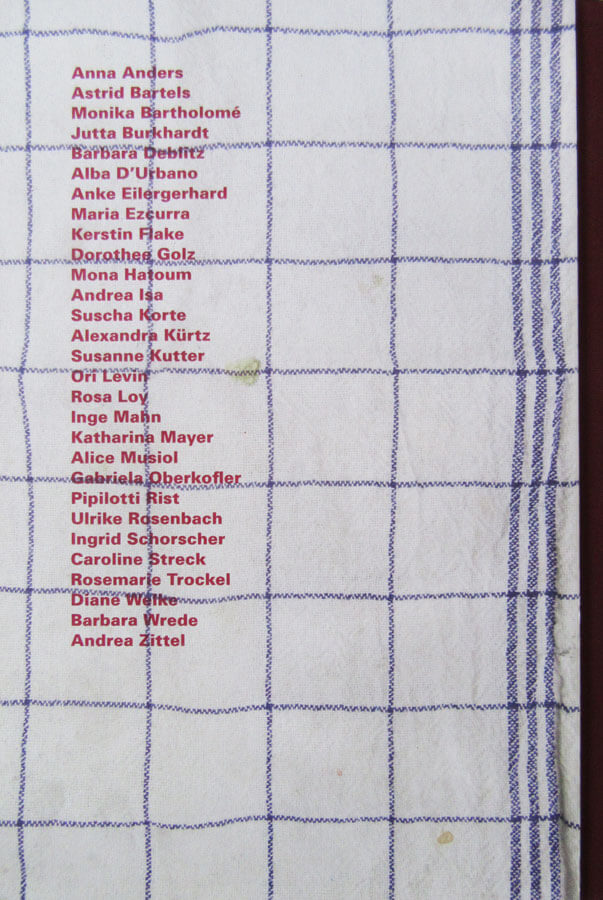 Anna Anders
Astrid Bartels
Monika Bartholomé
Jutta Burkhardt
Barbara Deblitz
Alba D'Urbano
Anke Eilergerhard
Maria Ezcurra
Kerstin Flake
Dorothee Golz
Mona Hatoum
Andrea Isa
Suscha Korte
Alexandra Kürtz
Susanne Kutter
Ori Levin
Rosa Loy
Inge Mahn
Katharina Mayer
Alice Musiol
Gabriela Oberkofler
Pipilotti Rist
Ulrike Rosenbach
Ingrid Schorscher
Caroline Streck
Rosemarie Trockel
Diane Welke
Barbara Wrede
Andrea Zittel